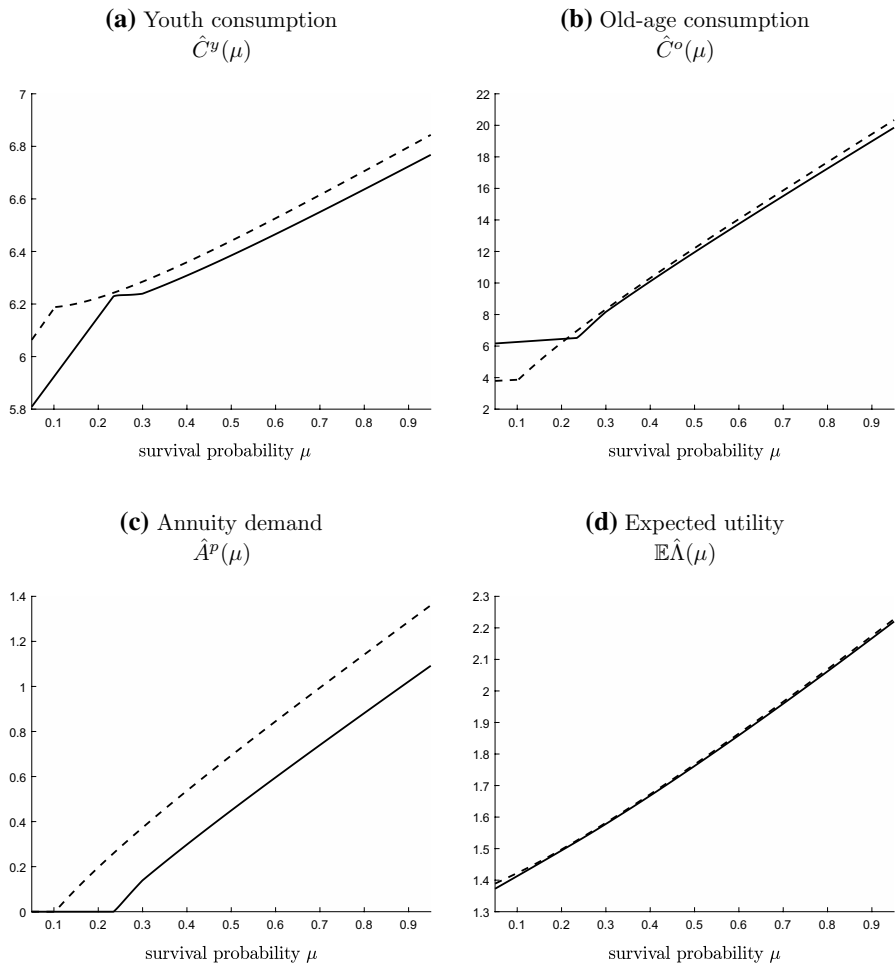 (a) Youth consumption
Ĉ^y(μ)
7
6.8
6.6
6.4
6.2
6
5.8
0.1 0.2 0.3 0.4 0.5 0.6 0.7 0.8 0.9
survival probability μ
(b) Old-age consumption
Ĉ^o(μ)
22
20
18
16
14
12
10
8
6
4
2
0.1 0.2 0.3 0.4 0.5 0.6 0.7 0.8 0.9
survival probability μ
(c) Annuity demand
Â^p(μ)
1.4
1.2
1
0.8
0.6
0.4
0.2
0
0.1 0.2 0.3 0.4 0.5 0.6 0.7 0.8 0.9
survival probability μ
(d) Expected utility
𝔼Λ̂(μ)
2.3
2.2
2.1
2
1.9
1.8
1.7
1.6
1.5
1.4
1.3
0.1 0.2 0.3 0.4 0.5 0.6 0.7 0.8 0.9
survival probability μ